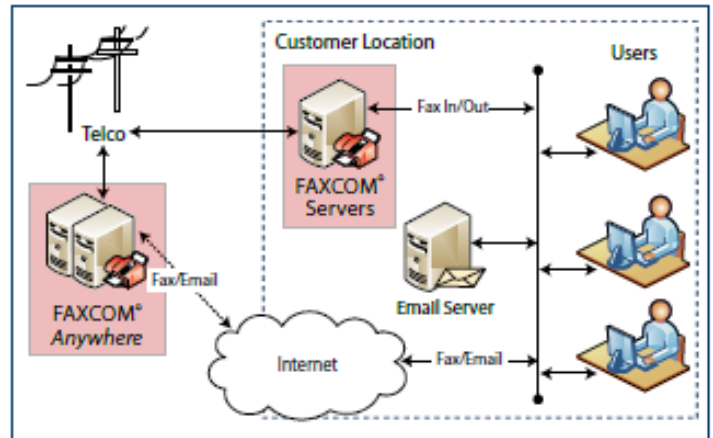 Customer Location
Users
Fax In/Out
Telco
FAXCOM®
Servers
Fax/Email
Email Server
FAXCOM®
Anywhere
Internet
Fax/Email